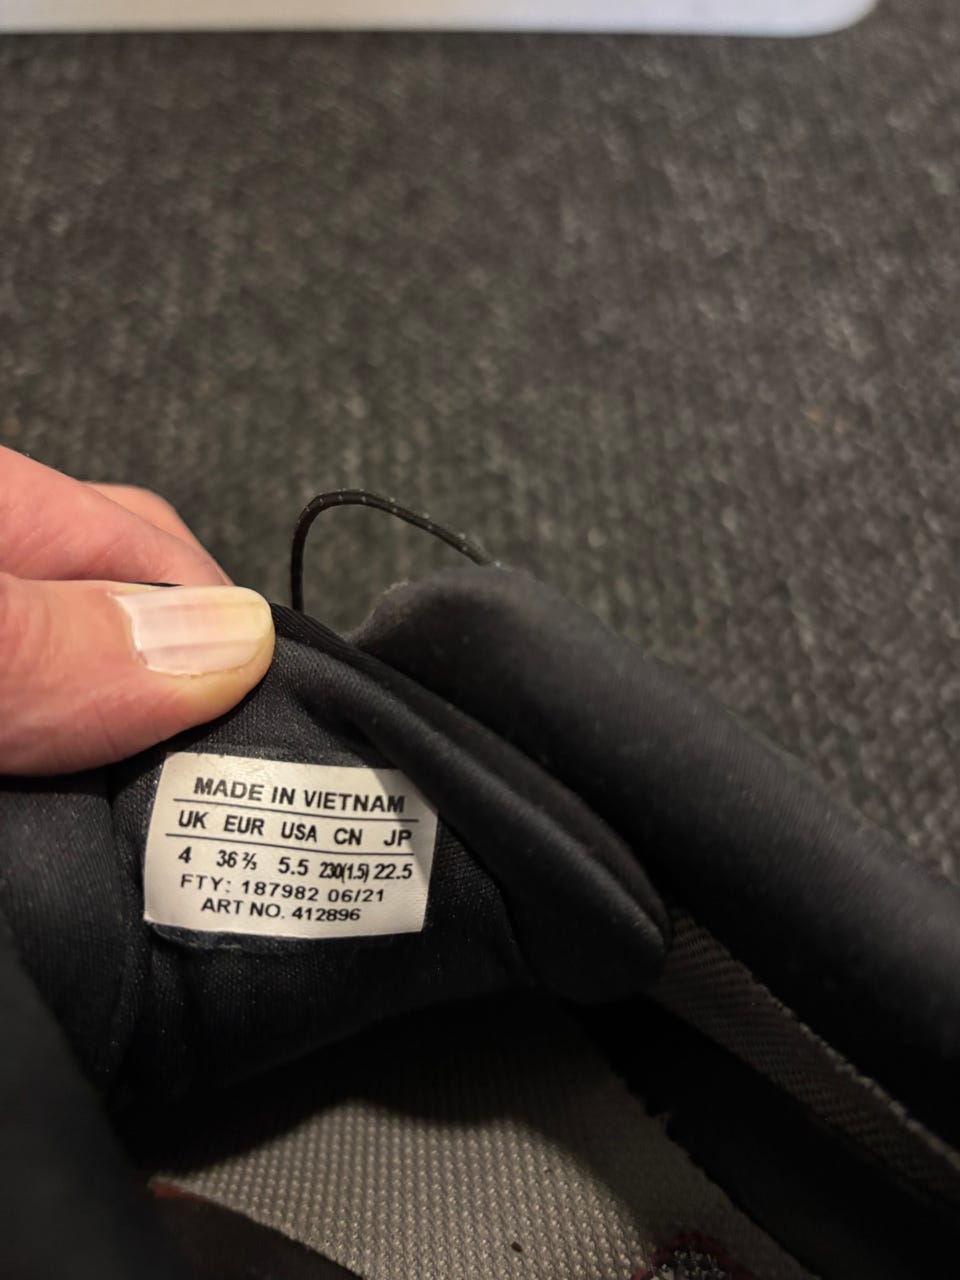 MADE IN VIETNAM
UK EUR USA CN JP
4 36⅔ 5.5 230(1.5) 22.5
FTY: 187982 06/21
ART NO. 412896